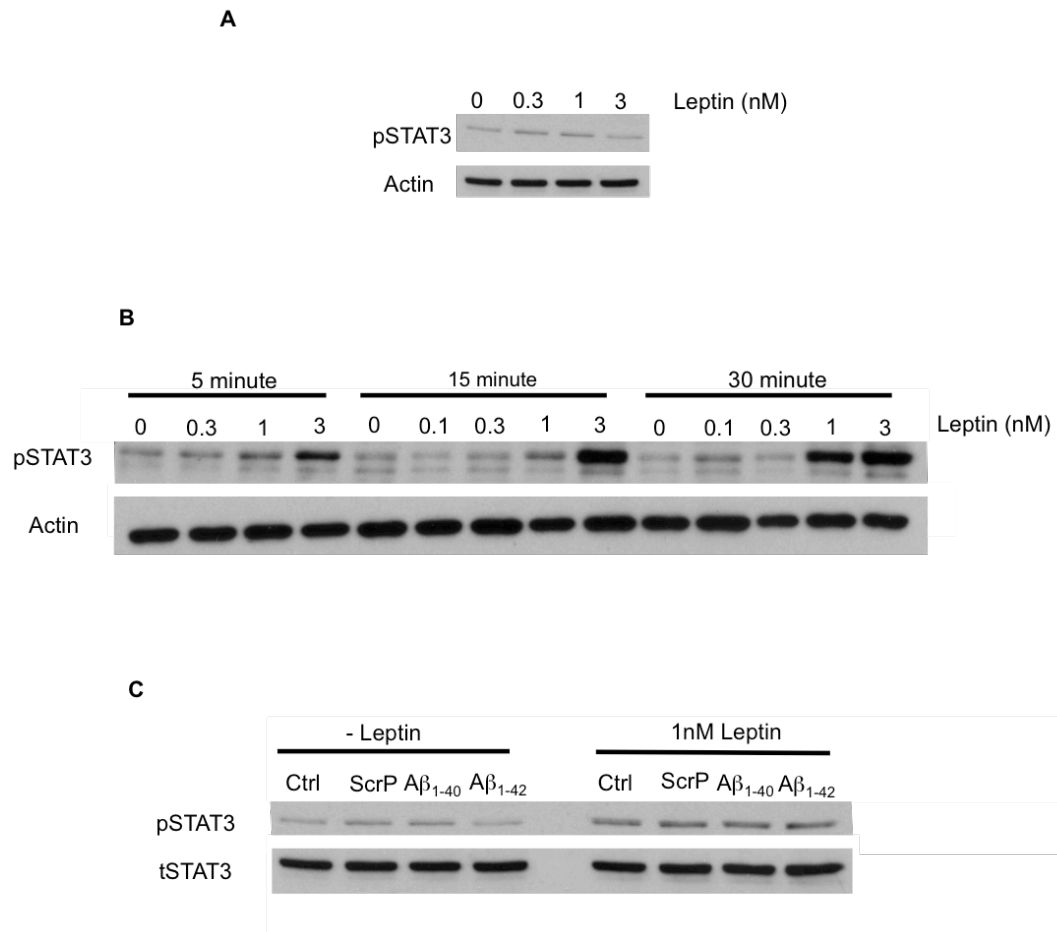 A
0 0.3 1 3 Leptin (nM)
pSTAT3
Actin
B
5 minute 15 minute 30 minute
0 0.3 1 3 0 0.1 0.3 1 3 0 0.1 0.3 1 3 Leptin (nM)
pSTAT3
Actin
C
- Leptin 1nM Leptin
Ctrl ScrP Aβ1-40 Aβ1-42 Ctrl ScrP Aβ1-40 Aβ1-42
pSTAT3
tSTAT3